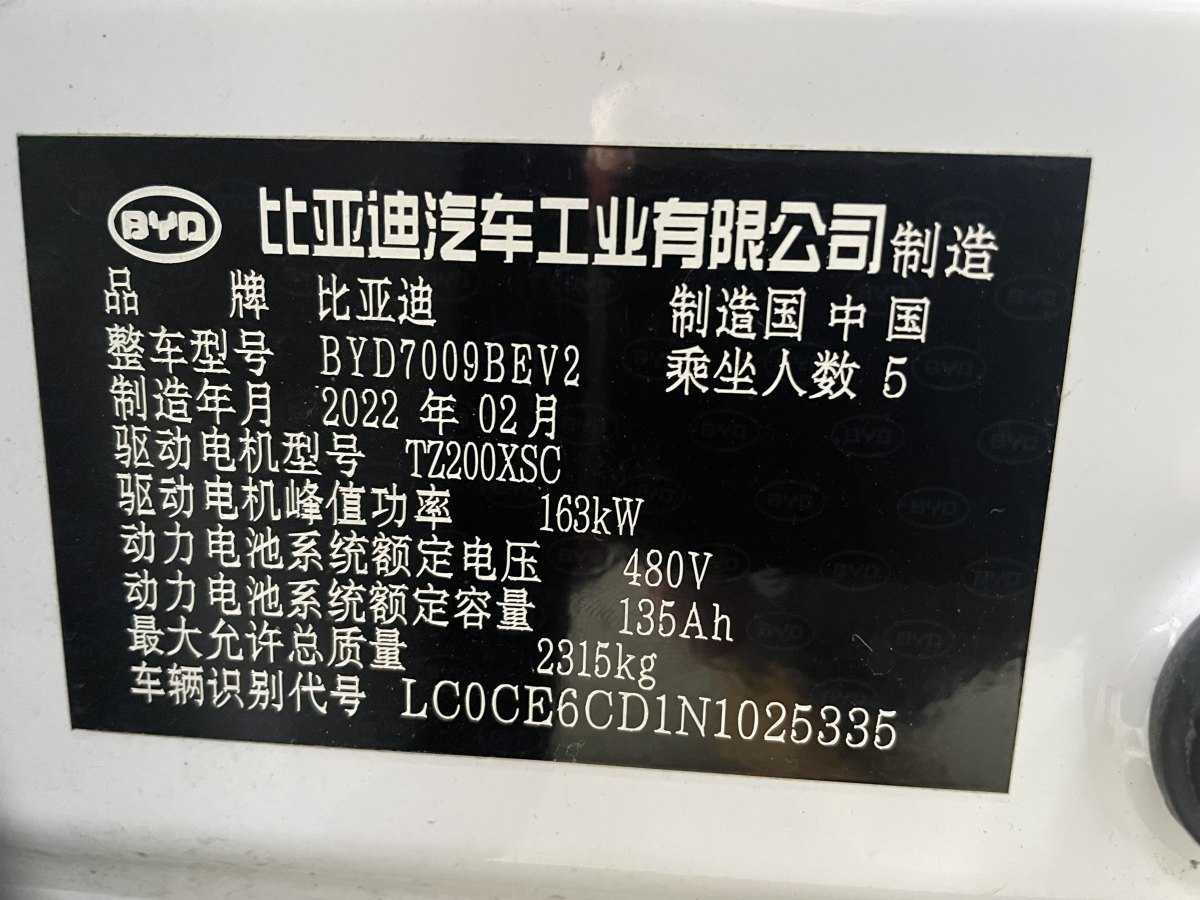 BYD 比亚迪汽车工业有限公司制造
品牌 比亚迪 制造国 中国
整车型号 BYD7009BEV2 乘坐人数 5
制造年月 2022 年 02月
驱动电机型号 TZ200XSC
驱动电机峰值功率 163kW
动力电池系统额定电压 480V
动力电池系统额定容量 135Ah
最大允许总质量 2315kg
车辆识别代号 LC0CE6CD1N1025335